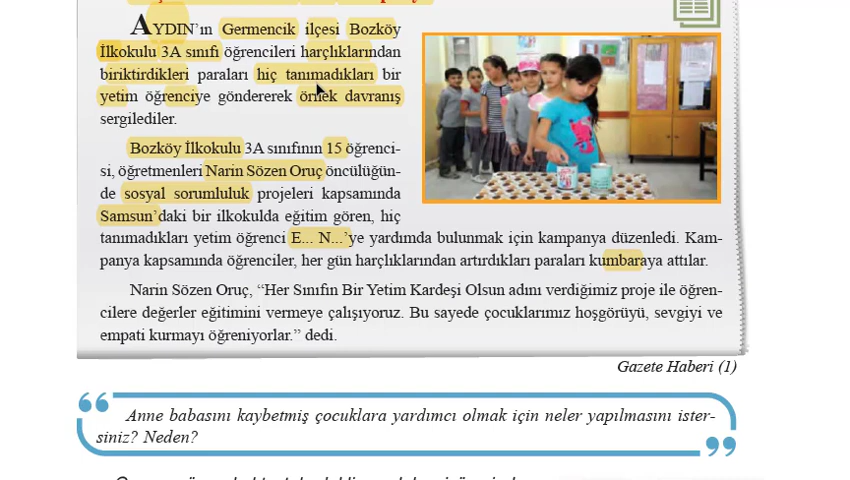 AYDIN’ın Germencik ilçesi Bozköy
İlkokulu 3A sınıfı öğrencileri harçlıklarından
biriktirdikleri paraları hiç tanımadıkları bir
yetim öğrenciye göndererek örnek davranış
sergilediler.
Bozköy İlkokulu 3A sınıfının 15 öğrenci-
si, öğretmenleri Narin Sözen Oruç öncülüğün-
de sosyal sorumluluk projeleri kapsamında
Samsun’daki bir ilkokulda eğitim gören, hiç
tanımadıkları yetim öğrenci E... N...’ye yardımda bulunmak için kampanya düzenledi. Kam-
panya kapsamında öğrenciler, her gün harçlıklarından artırdıkları paraları kumbaraya attılar.
Narin Sözen Oruç, “Her Sınıfın Bir Yetim Kardeşi Olsun adını verdiğimiz proje ile öğren-
cilere değerler eğitimini vermeye çalışıyoruz. Bu sayede çocuklarımız hoşgörüyü, sevgiyi ve
empati kurmayı öğreniyorlar.” dedi.
Gazete Haberi (1)
Anne babasını kaybetmiş çocuklara yardımcı olmak için neler yapılmasını ister-
siniz? Neden?